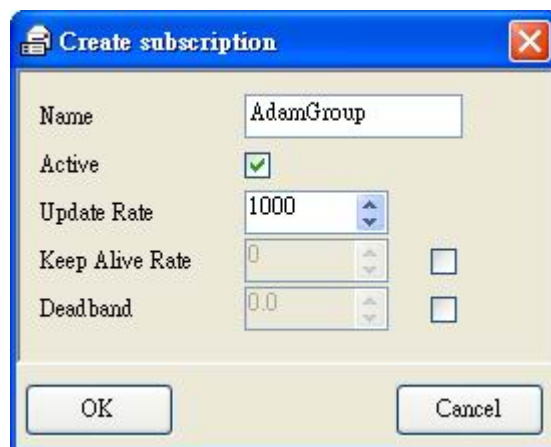 Create subscription
Name AdamGroup
Active
Update Rate 1000
Keep Alive Rate 0
Deadband 0.0
OK Cancel